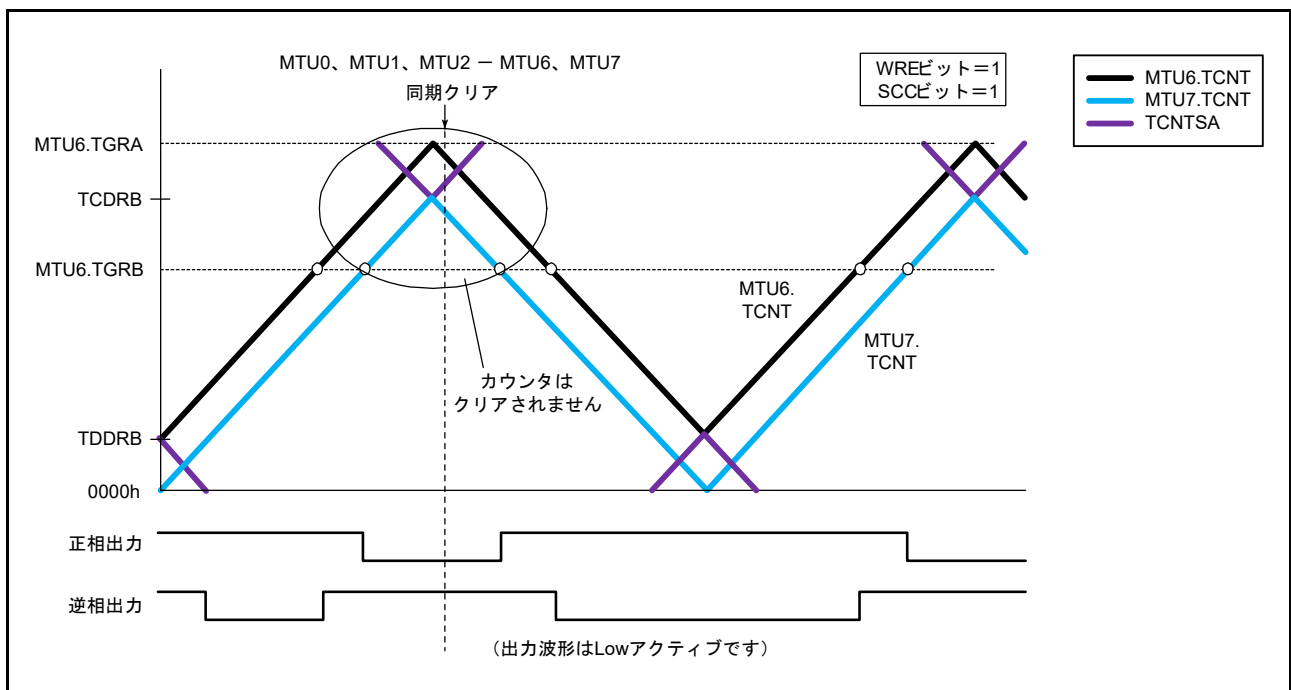 MTU0、MTU1、MTU2 － MTU6、MTU7
同期クリア
WREビット＝1
SCCビット＝1
MTU6.TCNT
MTU7.TCNT
TCNTSA
MTU6.TGRA
TCDRB
MTU6.TGRB
MTU6.
TCNT
MTU7.
TCNT
カウンタは
クリアされません
TDDRB
0000h
正相出力
逆相出力
（出力波形はLowアクティブです）